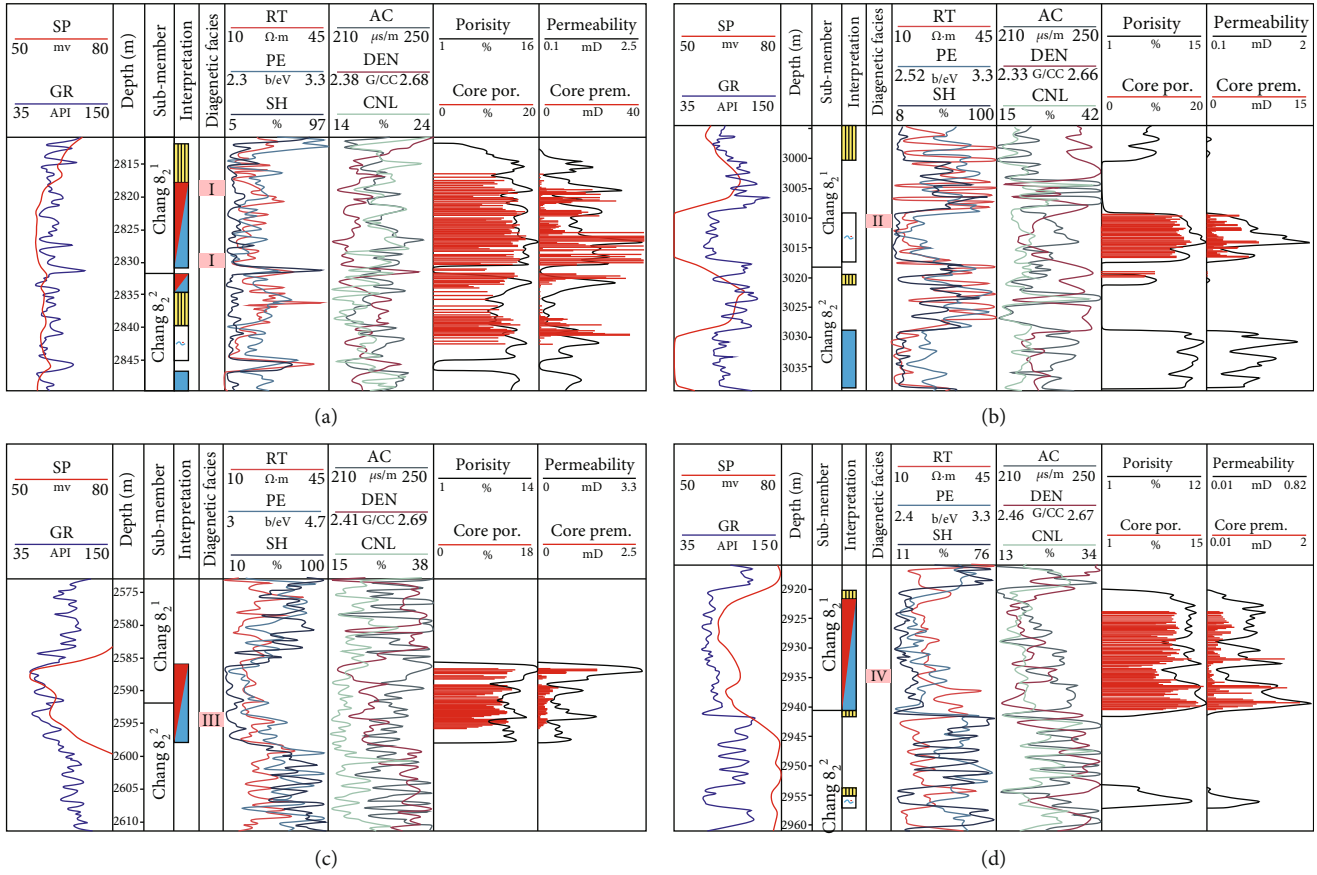 SP
50 mv 80
GR
35 API 150
Depth (m)
Sub-member
Interpretation
Diagenetic facies
RT
10 Ω·m 45
PE
2.3 b/eV 3.3
SH
5 % 97
AC
210 μs/m 250
DEN
2.38 G/CC 2.68
CNL
14 % 24
Porisity
1 % 16
Core por.
0 % 20
Permeability
0.1 mD 2.5
Core prem.
0 mD 40
2815
2820
2825
2830
2835
2840
2845
Chang 8₂¹
Chang 8₂²
I
I
(a)
SP
50 mv 80
GR
35 API 150
Depth (m)
Sub-member
Interpretation
Diagenetic facies
RT
10 Ω·m 45
PE
2.52 b/eV 3.3
SH
8 % 100
AC
210 μs/m 250
DEN
2.33 G/CC 2.66
CNL
15 % 42
Porisity
1 % 15
Core por.
0 % 20
Permeability
0.1 mD 2
Core prem.
0 mD 15
3000
3005
3010
3015
3020
3025
3030
3035
Chang 8₂¹
Chang 8₂²
II
(b)
SP
50 mv 80
GR
35 API 150
Depth (m)
Sub-member
Interpretation
Diagenetic facies
RT
10 Ω·m 45
PE
3 b/eV 4.7
SH
10 % 100
AC
210 μs/m 250
DEN
2.41 G/CC 2.69
CNL
15 % 38
Porisity
1 % 14
Core por.
0 % 18
Permeability
0 mD 3.3
Core prem.
0 mD 2.5
2575
2580
2585
2590
2595
2600
2605
2610
Chang 8₂¹
Chang 8₂²
III
(c)
SP
50 mv 80
GR
35 API 150
Depth (m)
Sub-member
Interpretation
Diagenetic facies
RT
10 Ω·m 45
PE
2.4 b/eV 3.3
SH
11 % 76
AC
210 μs/m 250
DEN
2.46 G/CC 2.67
CNL
13 % 34
Porisity
1 % 12
Core por.
1 % 15
Permeability
0.01 mD 0.82
Core prem.
0.01 mD 2
2920
2925
2930
2935
2940
2945
2950
2955
2960
Chang 8₂¹
Chang 8₂²
IV
(d)